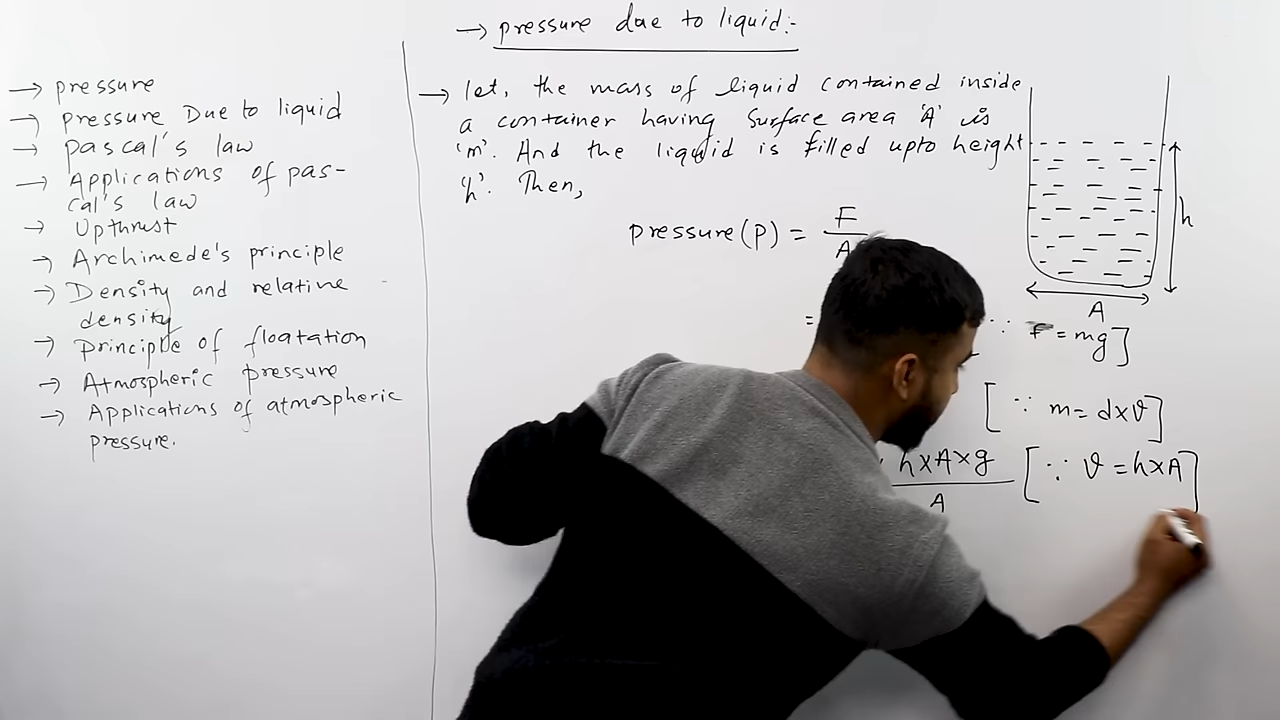 → pressure due to liquid:-
→ pressure
→ pressure Due to liquid
→ pascal's law
→ Applications of pas-
cal's law
→ Upthrust
→ Archimede's principle
→ Density and relative
density
→ principle of floatation
→ Atmospheric pressure
→ Applications of atmospheric
pressure.
→ let, the mass of liquid contained inside
a container having surface area 'A' is
'm'. And the liquid is filled upto height
'h'. Then,
pressure (P) = F/A
= ∵ F = mg]
[∵ m = d×v]
h×A×g/A [∵ v = h×A]
h
A